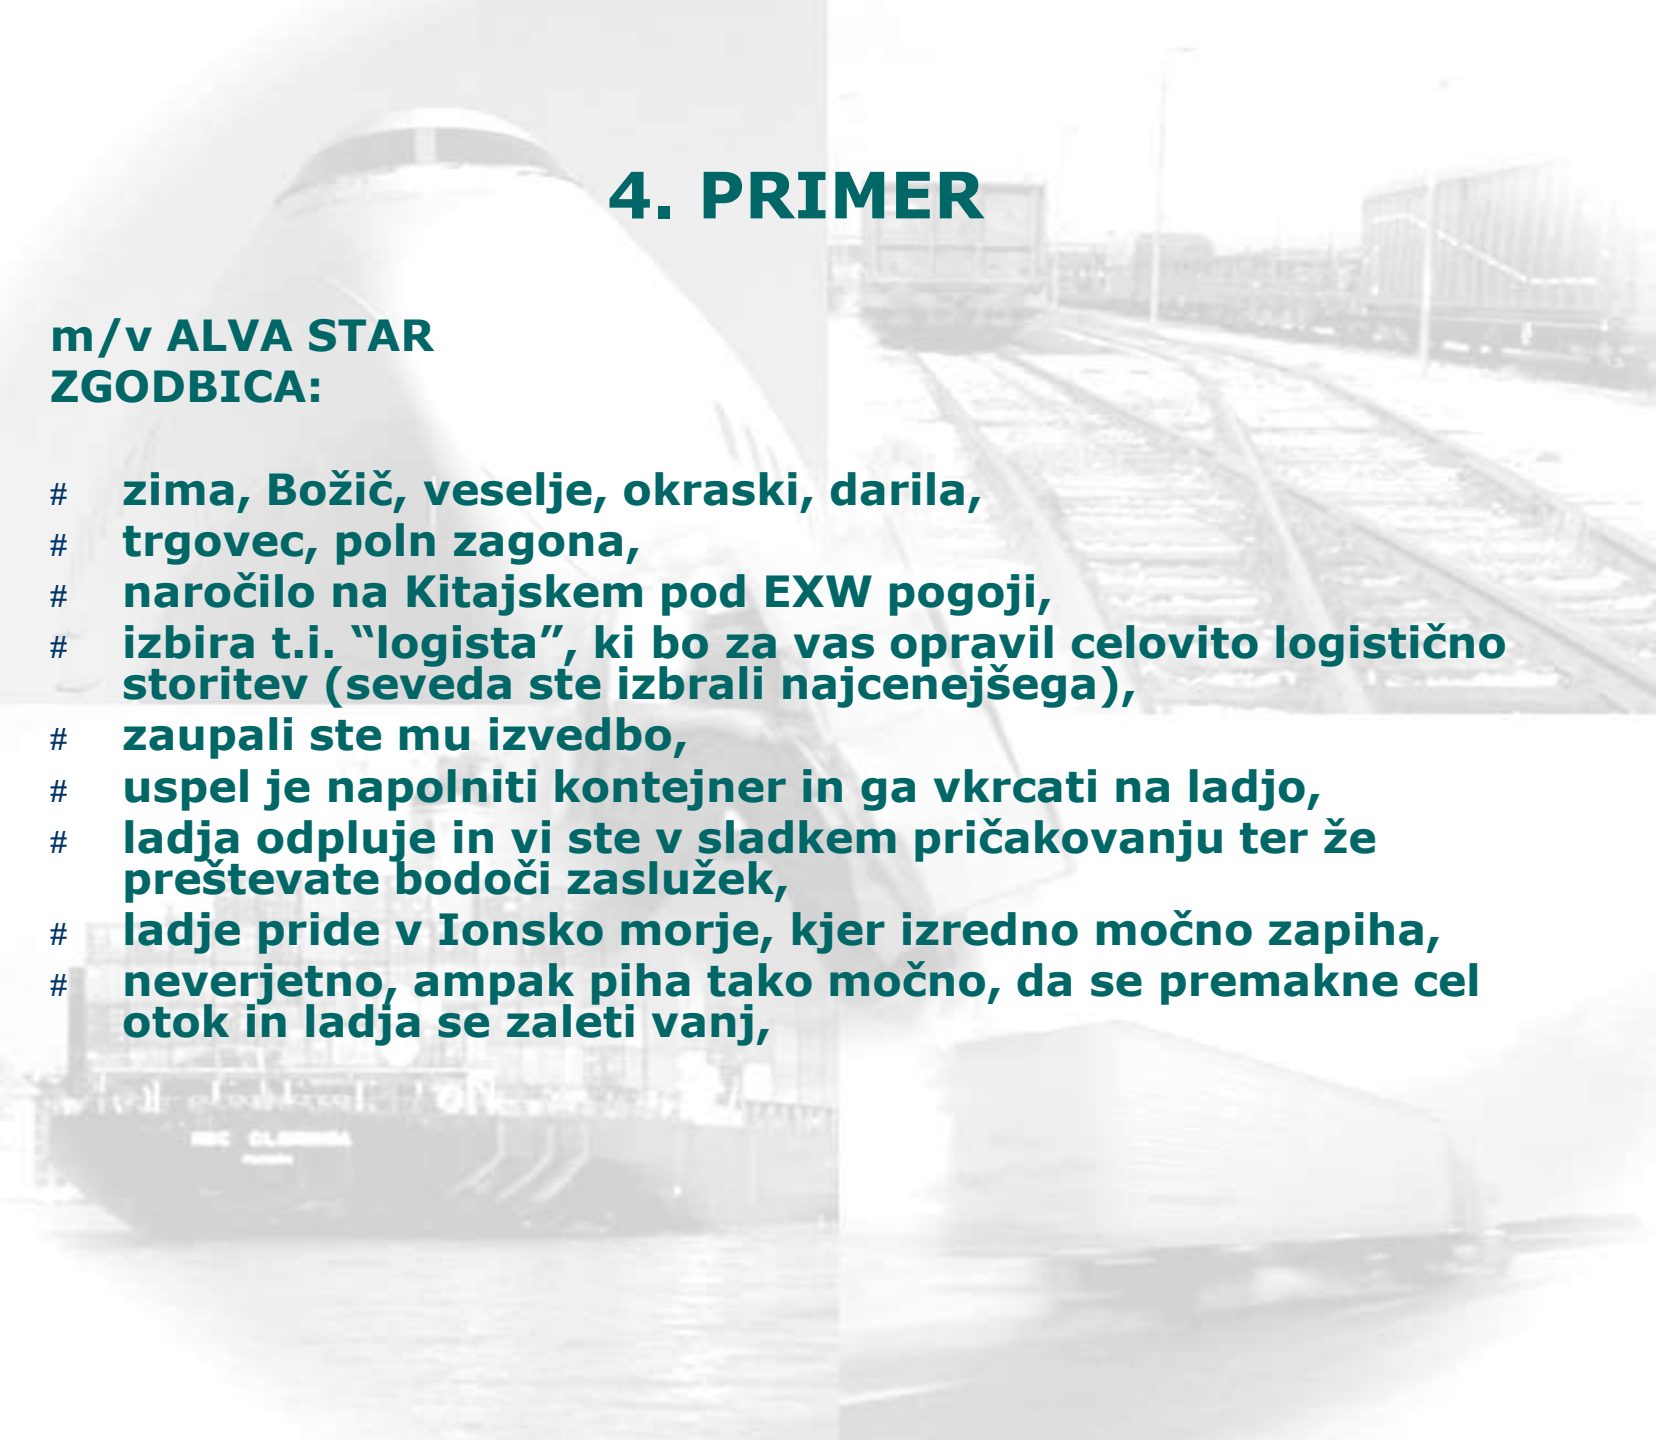 4. PRIMER
m/v ALVA STAR
ZGODBICA:
# zima, Božič, veselje, okraski, darila,
# trgovec, poln zagona,
# naročilo na Kitajskem pod EXW pogoji,
# izbira t.i. “logista”, ki bo za vas opravil celovito logistično
storitev (seveda ste izbrali najcenejšega),
# zaupali ste mu izvedbo,
# uspel je napolniti kontejner in ga vkrcati na ladjo,
# ladja odpluje in vi ste v sladkem pričakovanju ter že
preštevate bodoči zaslužek,
# ladje pride v Ionsko morje, kjer izredno močno zapiha,
# neverjetno, ampak piha tako močno, da se premakne cel
otok in ladja se zaleti vanj,